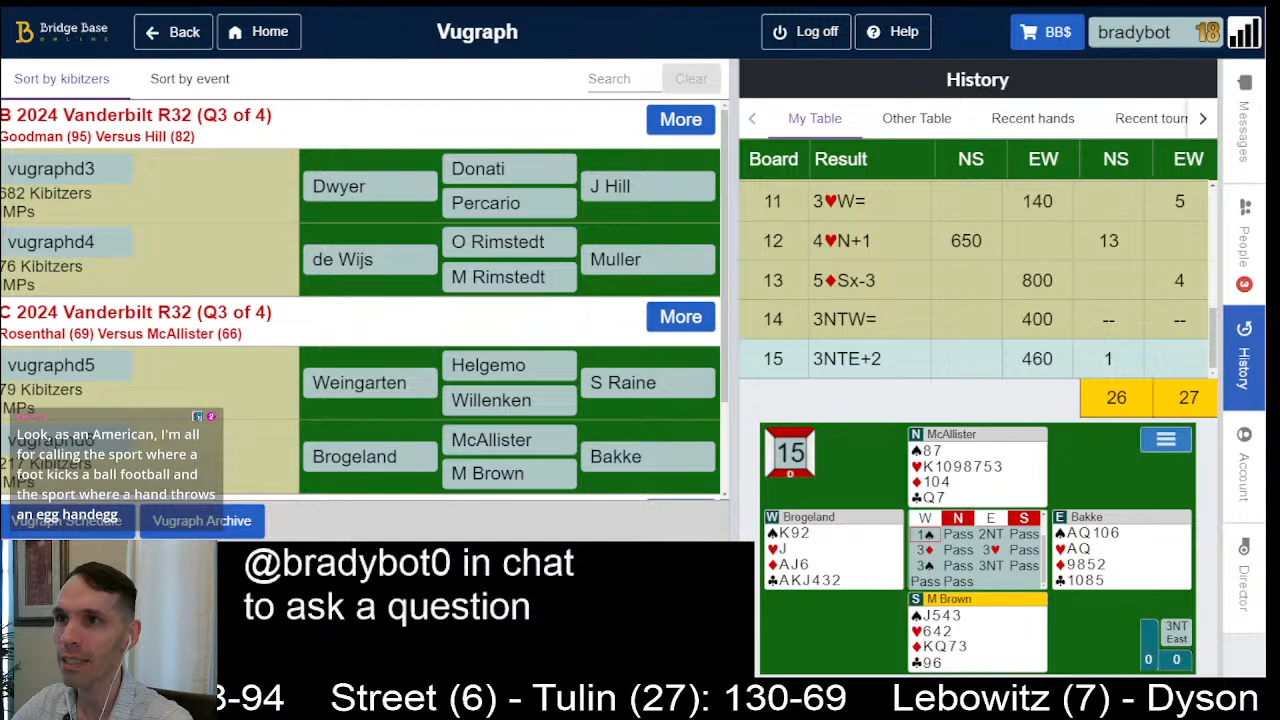 Bridge Base
ONLINE
Back
Home
Vugraph
Log off
Help
BB$
bradybot
18
Sort by kibitzers
Sort by event
Search
Clear
B 2024 Vanderbilt R32 (Q3 of 4)
Goodman (95) Versus Hill (82)
More
vugraphd3
682 Kibitzers
MPs
Dwyer
Donati
Percario
J Hill
vugraphd4
76 Kibitzers
MPs
de Wijs
O Rimstedt
M Rimstedt
Muller
C 2024 Vanderbilt R32 (Q3 of 4)
Rosenthal (69) Versus McAllister (66)
More
vugraphd5
79 Kibitzers
MPs
Weingarten
Helgemo
Willenken
S Raine
217 Kibitzers
MPs
Brogeland
McAllister
M Brown
Bakke
Look, as an American, I'm all
for calling the sport where a
foot kicks a ball football and
the sport where a hand throws
an egg handegg
Vugraph Schedule
Vugraph Archive
@bradybot0 in chat
to ask a question
History
My Table
Other Table
Recent hands
Recent tourn
Board Result NS EW NS EW
11 3♥W= 140 5
12 4♥N+1 650 13
13 5♦Sx-3 800 4
14 3NTW= 400 -- --
15 3NTE+2 460 1
26 27
15
D
N McAllister
♠87
♥K1098753
♦104
♣Q7
W Brogeland
♠K92
♥J
♦AJ6
♣AKJ432
W N E S
1♠ Pass 2NT Pass
3♦ Pass 3♥ Pass
3♠ Pass 3NT Pass
Pass Pass
E Bakke
♠AQ106
♥AQ
♦9852
♣1085
S M Brown
♠J543
♥642
♦KQ73
♣96
3NT
East
0 0
Messages
People
3
History
Account
Director
3-94 Street (6) - Tulin (27): 130-69 Lebowitz (7) - Dyson